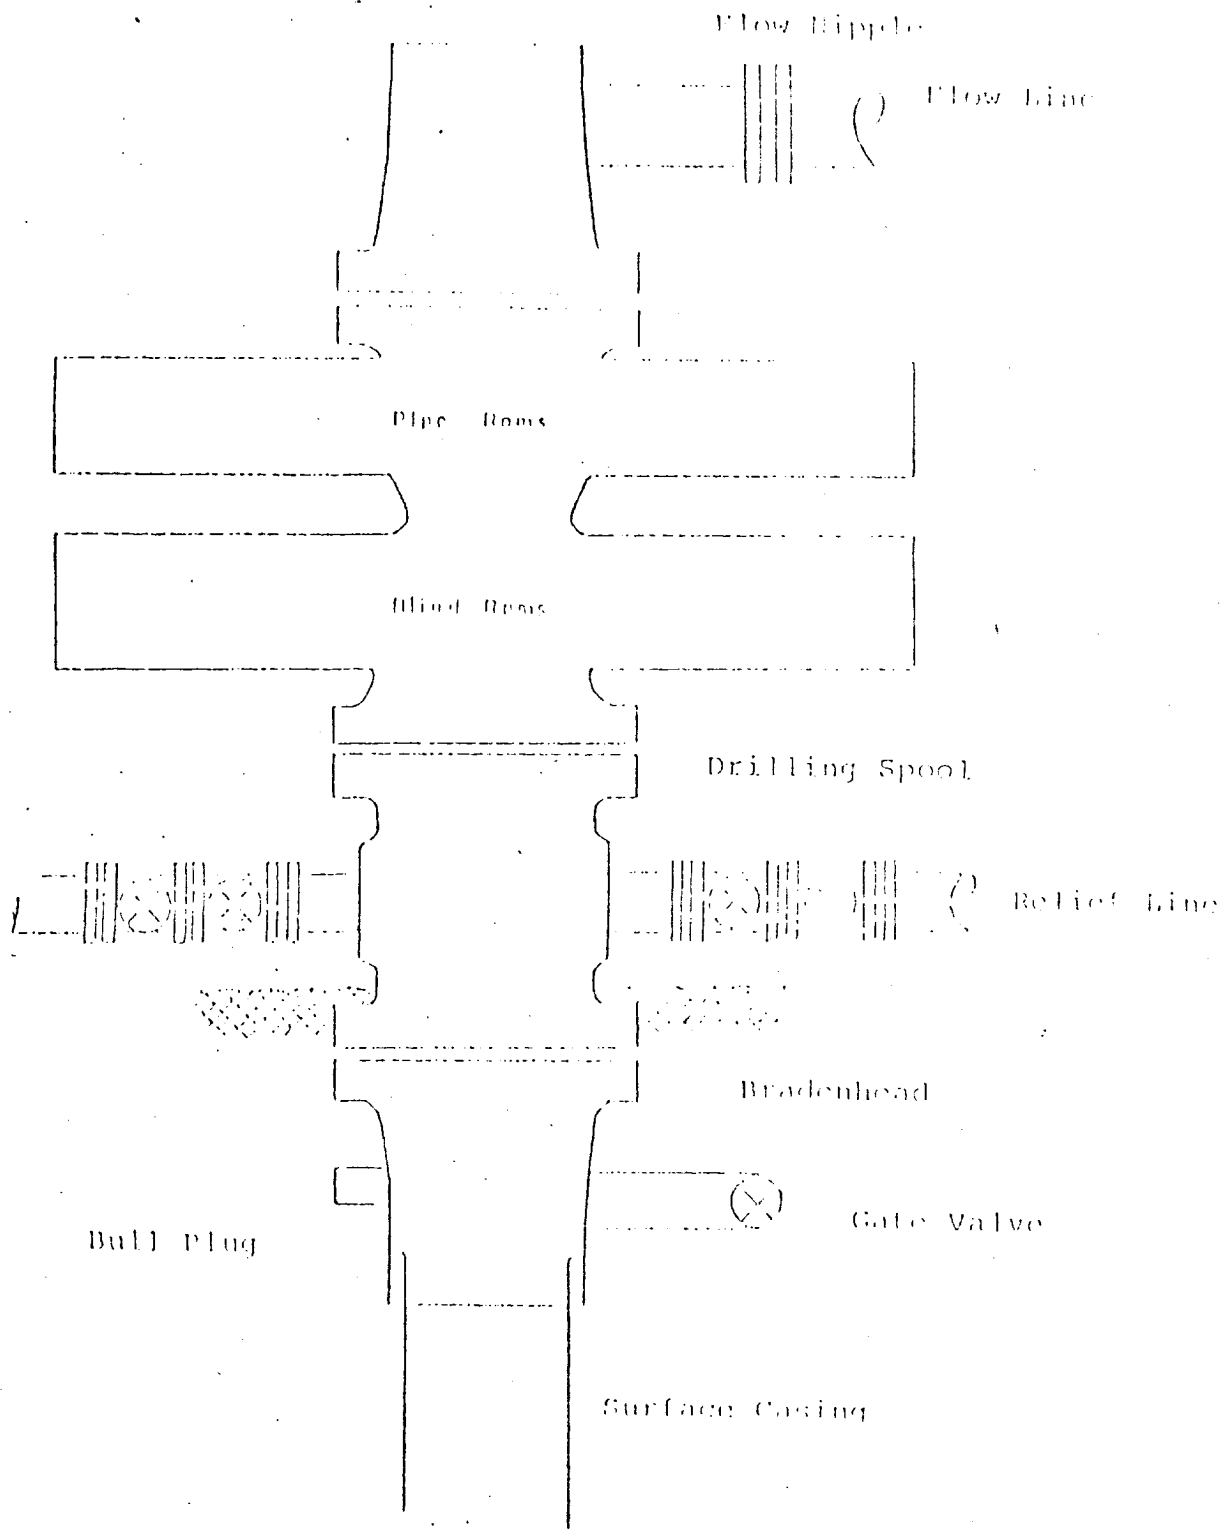 Flow Nipple
Flow Line
Pipe Rams
Blind Rams
Drilling Spool
Relief Line
Bradenhead
Gate Valve
Bull Plug
Surface Casing